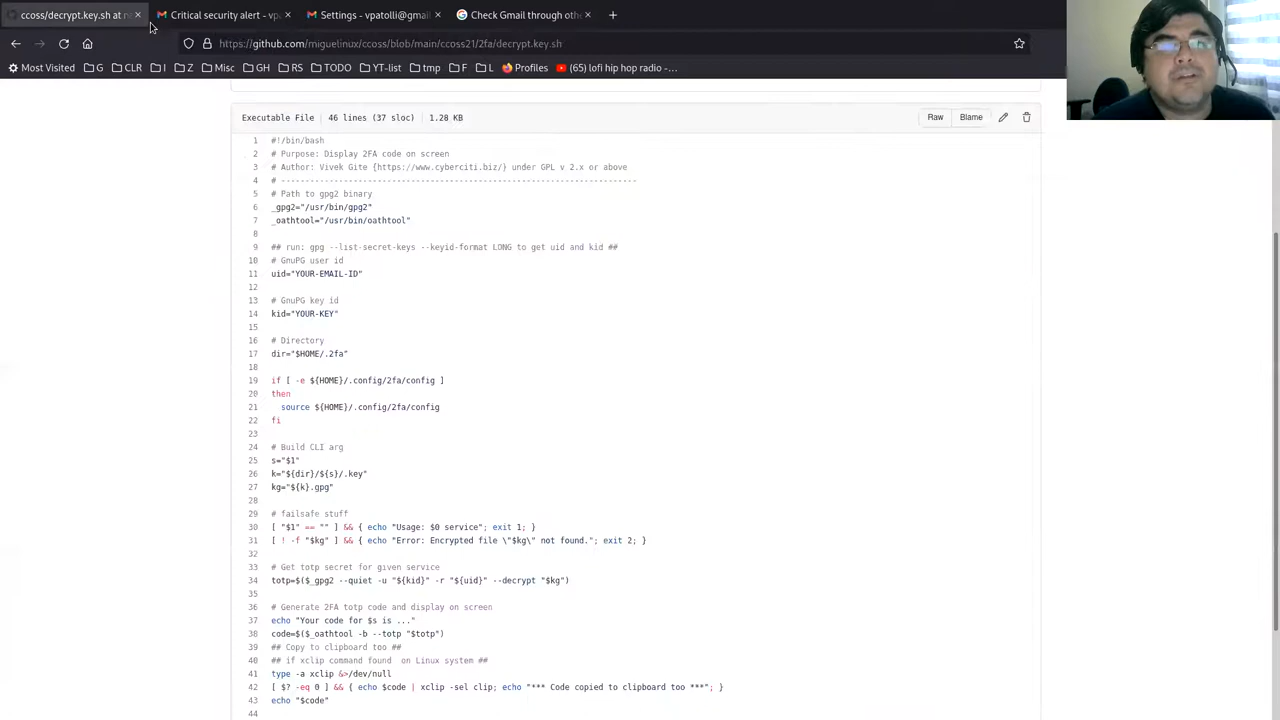 ccoss/decrypt.key.sh at
Critical security alert - vp
Settings - vpatolli@gmail
Check Gmail through oth
https://github.com/miguelinux/ccoss/blob/main/ccoss21/2fa/decrypt.key.sh
Most Visited G CLR I Z Misc GH RS TODO YT-list tmp F L Profiles (65) lofi hip hop radio -...
Executable File 46 lines (37 sloc) 1.28 KB Raw Blame
1 #!/bin/bash
2 # Purpose: Display 2FA code on screen
3 # Author: Vivek Gite {https://www.cyberciti.biz/} under GPL v 2.x or above
4 # --------------------------------------------------------------------------
5 # Path to gpg2 binary
6 _gpg2="/usr/bin/gpg2"
7 _oathtool="/usr/bin/oathtool"
8
9 ## run: gpg --list-secret-keys --keyid-format LONG to get uid and kid ##
10 # GnuPG user id
11 uid="YOUR-EMAIL-ID"
12
13 # GnuPG key id
14 kid="YOUR-KEY"
15
16 # Directory
17 dir="$HOME/.2fa"
18
19 if [ -e ${HOME}/.config/2fa/config ]
20 then
21 source ${HOME}/.config/2fa/config
22 fi
23
24 # Build CLI arg
25 s="$1"
26 k="${dir}/${s}/.key"
27 kg="${k}.gpg"
28
29 # failsafe stuff
30 [ "$1" == "" ] && { echo "Usage: $0 service"; exit 1; }
31 [ ! -f "$kg" ] && { echo "Error: Encrypted file \"$kg\" not found."; exit 2; }
32
33 # Get totp secret for given service
34 totp=$($_gpg2 --quiet -u "${kid}" -r "${uid}" --decrypt "$kg")
35
36 # Generate 2FA totp code and display on screen
37 echo "Your code for $s is ..."
38 code=$($_oathtool -b --totp "$totp")
39 ## Copy to clipboard too ##
40 ## if xclip command found  on Linux system ##
41 type -a xclip &>/dev/null
42 [ $? -eq 0 ] && { echo $code | xclip -sel clip; echo "*** Code copied to clipboard too ***"; }
43 echo "$code"
44